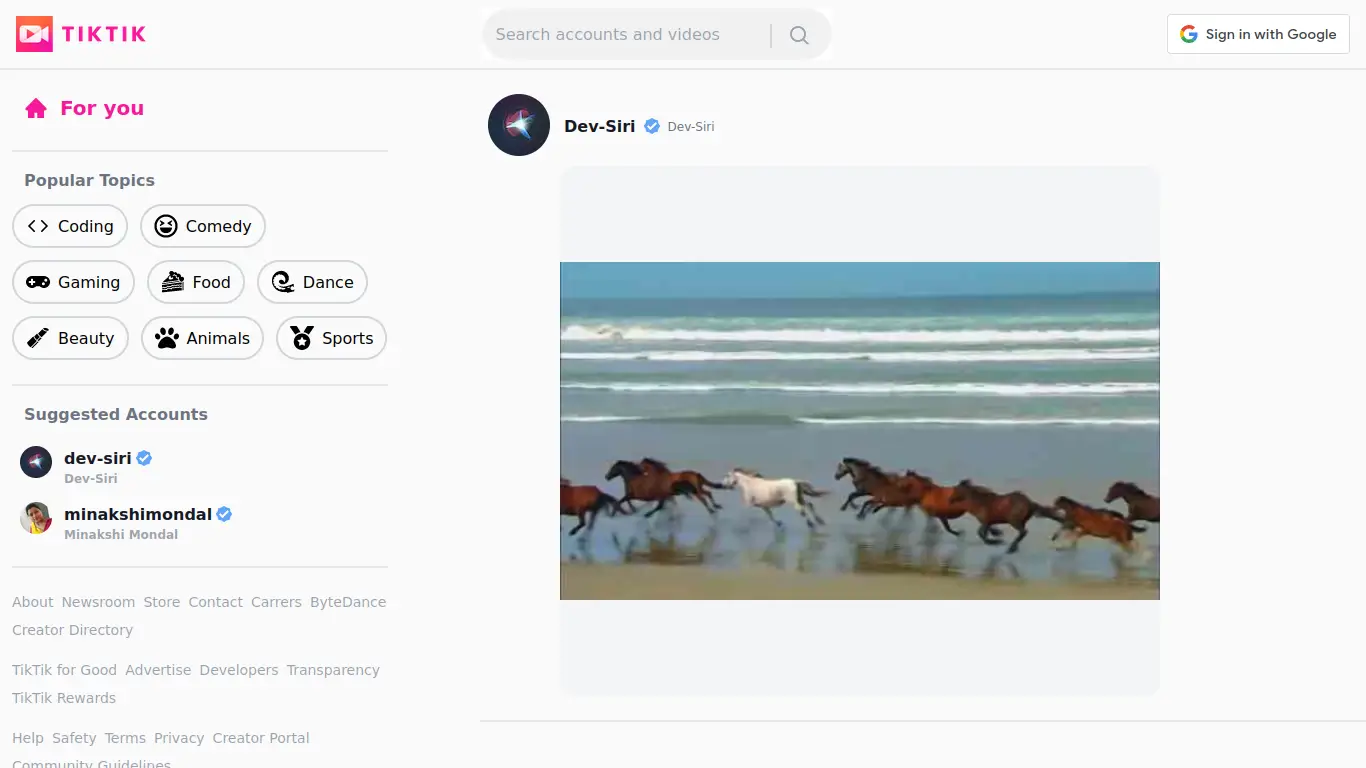 TIKTIK
Search accounts and videos
Sign in with Google
For you
Popular Topics
Coding
Comedy
Gaming
Food
Dance
Beauty
Animals
Sports
Suggested Accounts
dev-siri
Dev-Siri
minakshimondal
Minakshi Mondal
About Newsroom Store Contact Carrers ByteDance
Creator Directory
TikTik for Good Advertise Developers Transparency
TikTik Rewards
Help Safety Terms Privacy Creator Portal
Community Guidelines
Dev-Siri Dev-Siri